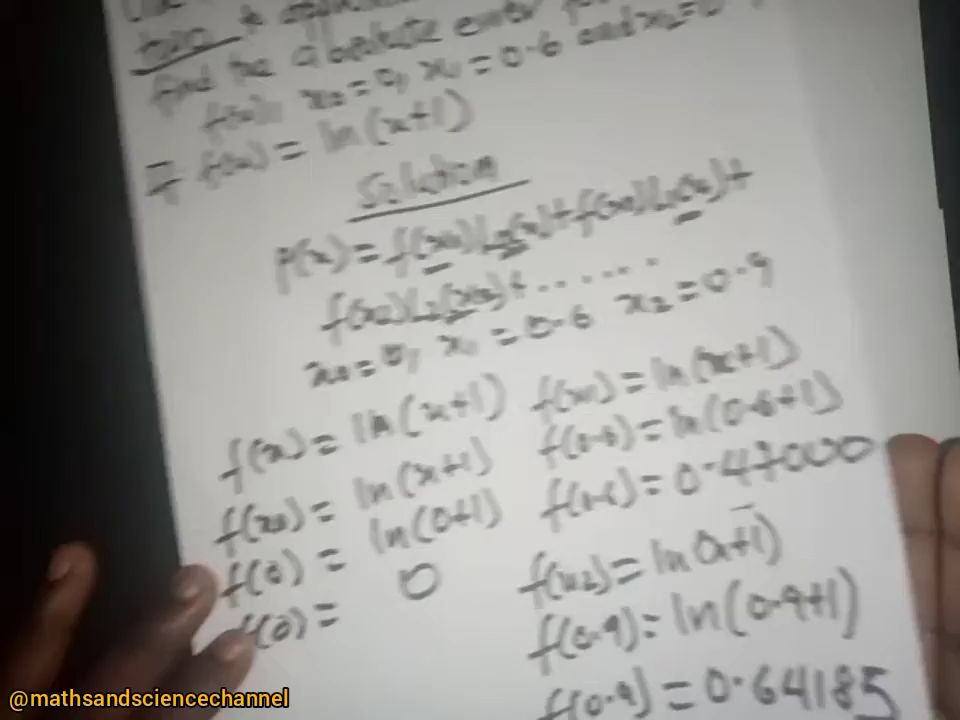 two
find the absolute error for
f(x), x0 = 0, x1 = 0.6 and x2 = 0
f(x) = ln(x+1)
Solution
P(x) = f(x0)L0(x) + f(x1)L1(x) +
f(x2)L2(x) + .......
x0 = 0, x1 = 0.6 x2 = 0.9
f(x) = ln(x+1) f(x1) = ln(x+1)
f(x0) = ln(x+1) f(0.6) = ln(0.6+1)
f(0) = ln(0+1) f(0.6) = 0.47000
f(0) = 0 f(x2) = ln(x+1)
f(0.9) = ln(0.9+1)
f(0.9) = 0.64185
@mathsandsciencechannel